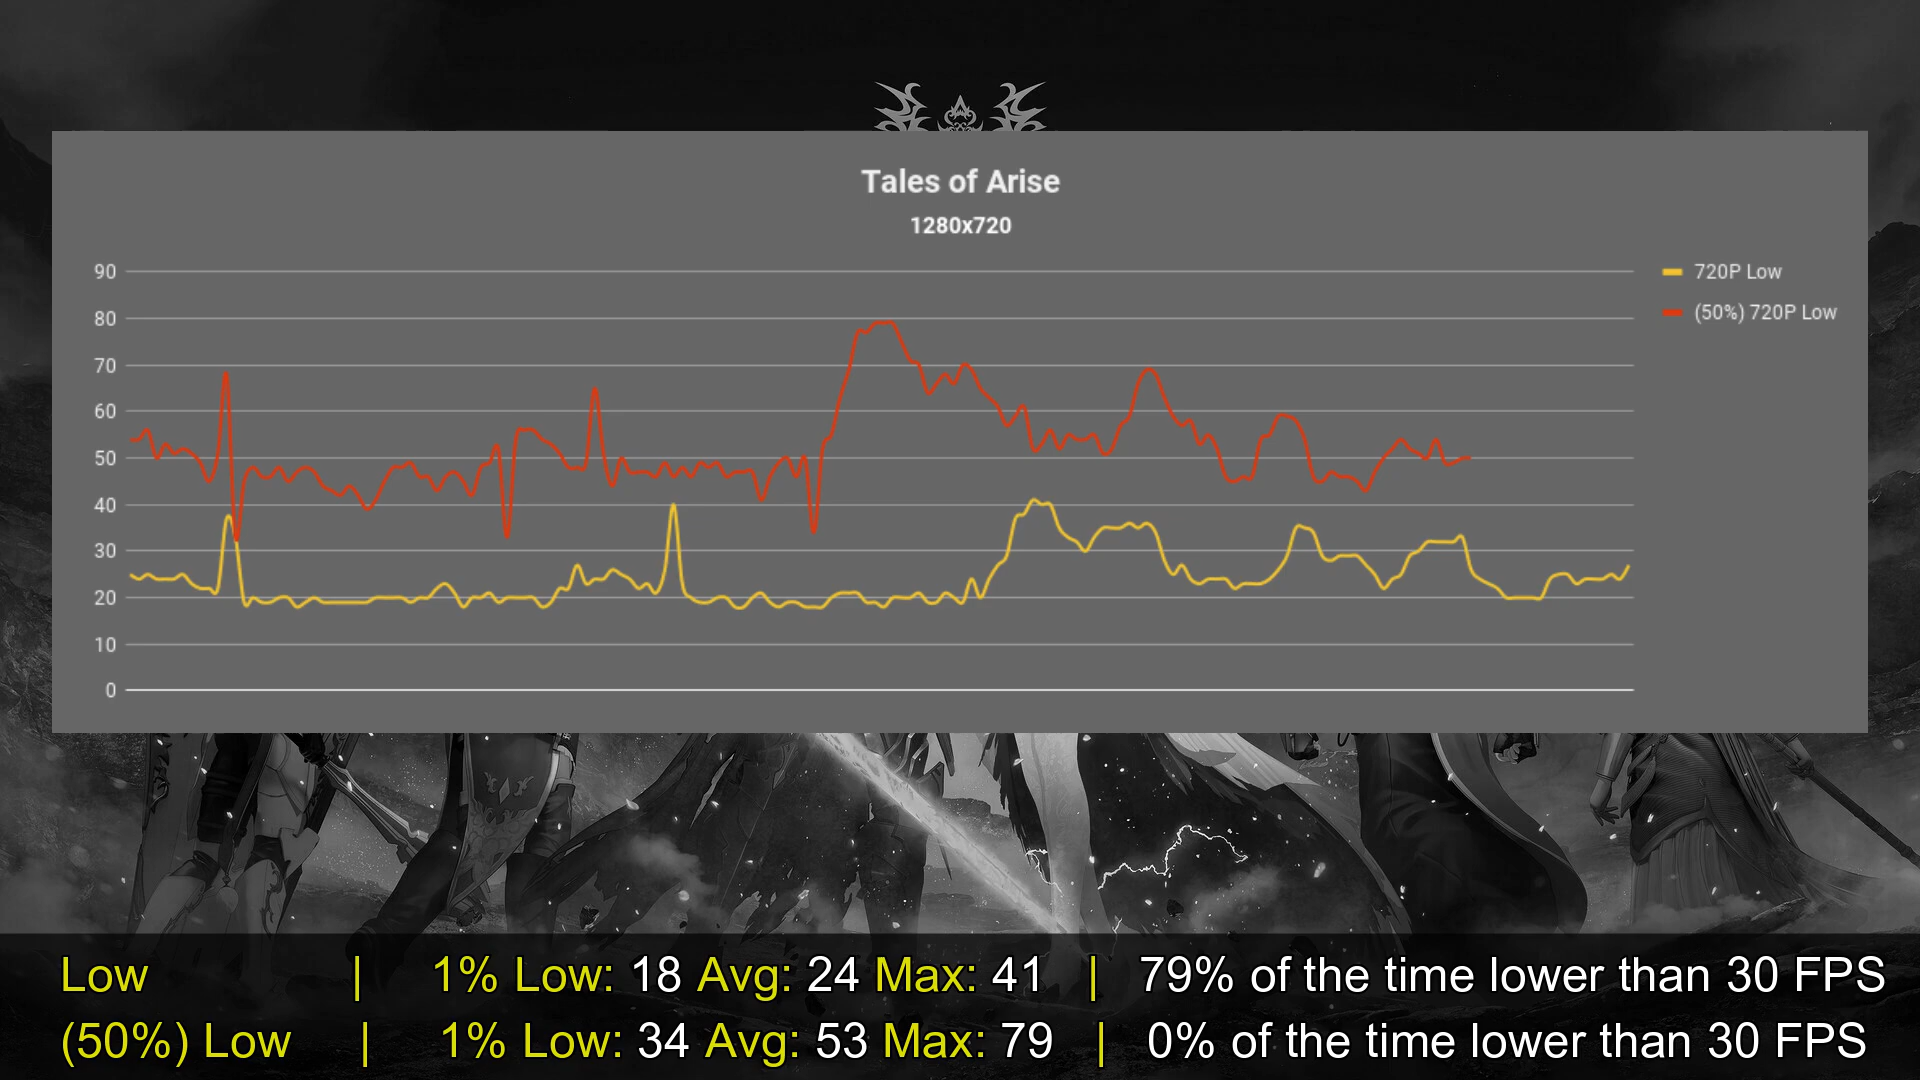 Tales of Arise
1280x720
90
80
70
60
50
40
30
20
10
0
720P Low
(50%) 720P Low
Low | 1% Low: 18 Avg: 24 Max: 41 | 79% of the time lower than 30 FPS
(50%) Low | 1% Low: 34 Avg: 53 Max: 79 | 0% of the time lower than 30 FPS